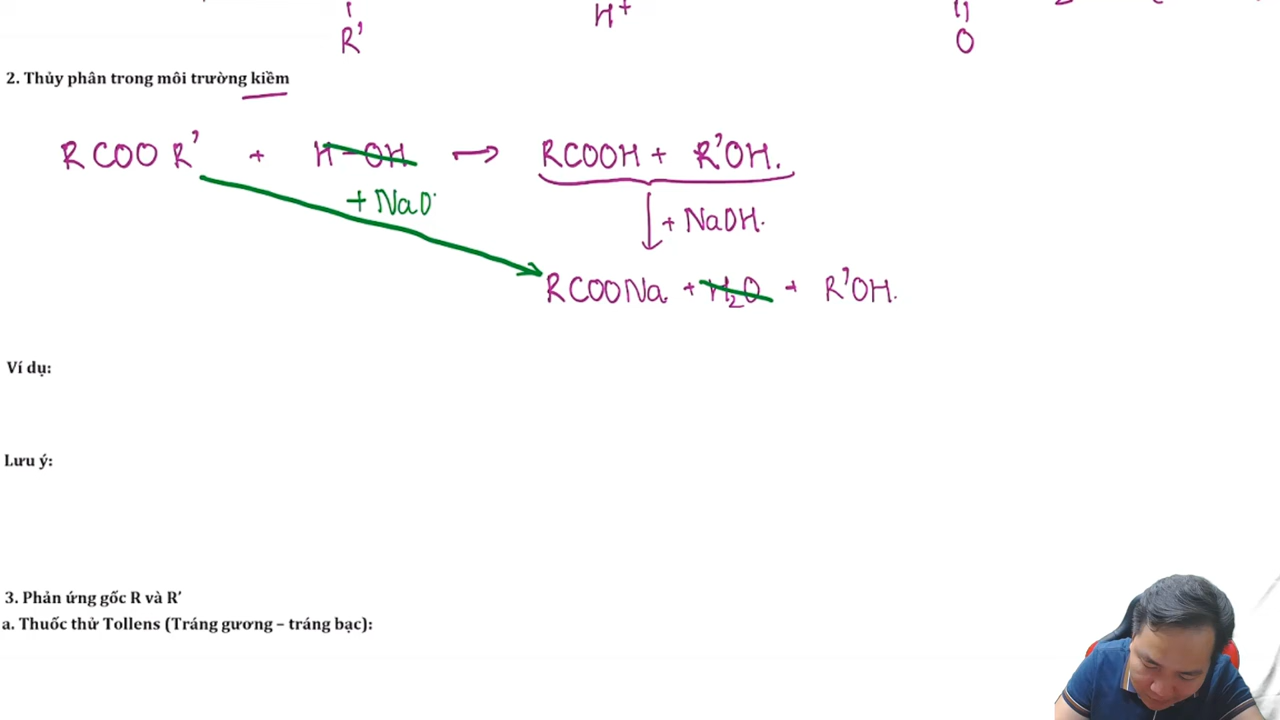 R'
H+
O
2. Thủy phân trong môi trường kiềm
RCOOR' + H-OH → RCOOH + R'OH.
+ NaO
+ NaOH.
RCOONa + H2O + R'OH.
Ví dụ:
Lưu ý:
3. Phản ứng gốc R và R'
a. Thuốc thử Tollens (Tráng gương – tráng bạc):